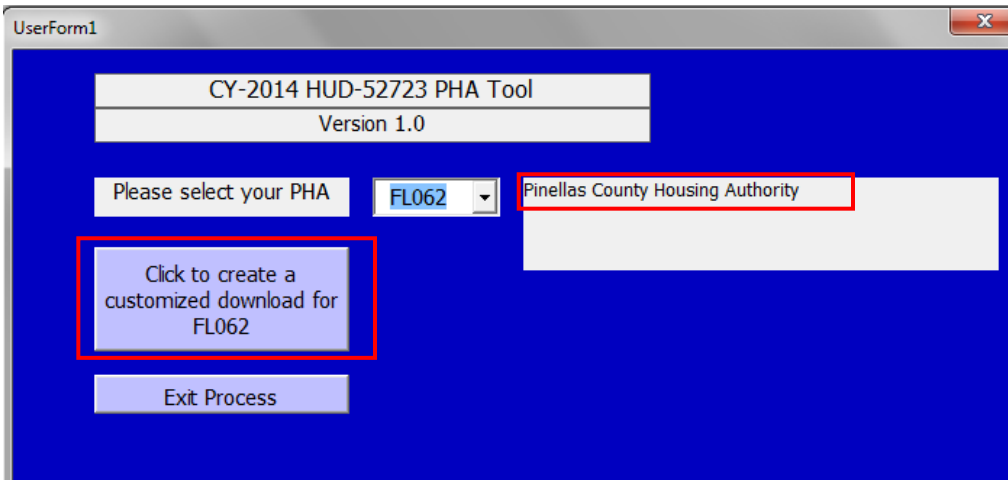 UserForm1
CY-2014 HUD-52723 PHA Tool
Version 1.0
Please select your PHA
FL062
Pinellas County Housing Authority
Click to create a
customized download for
FL062
Exit Process